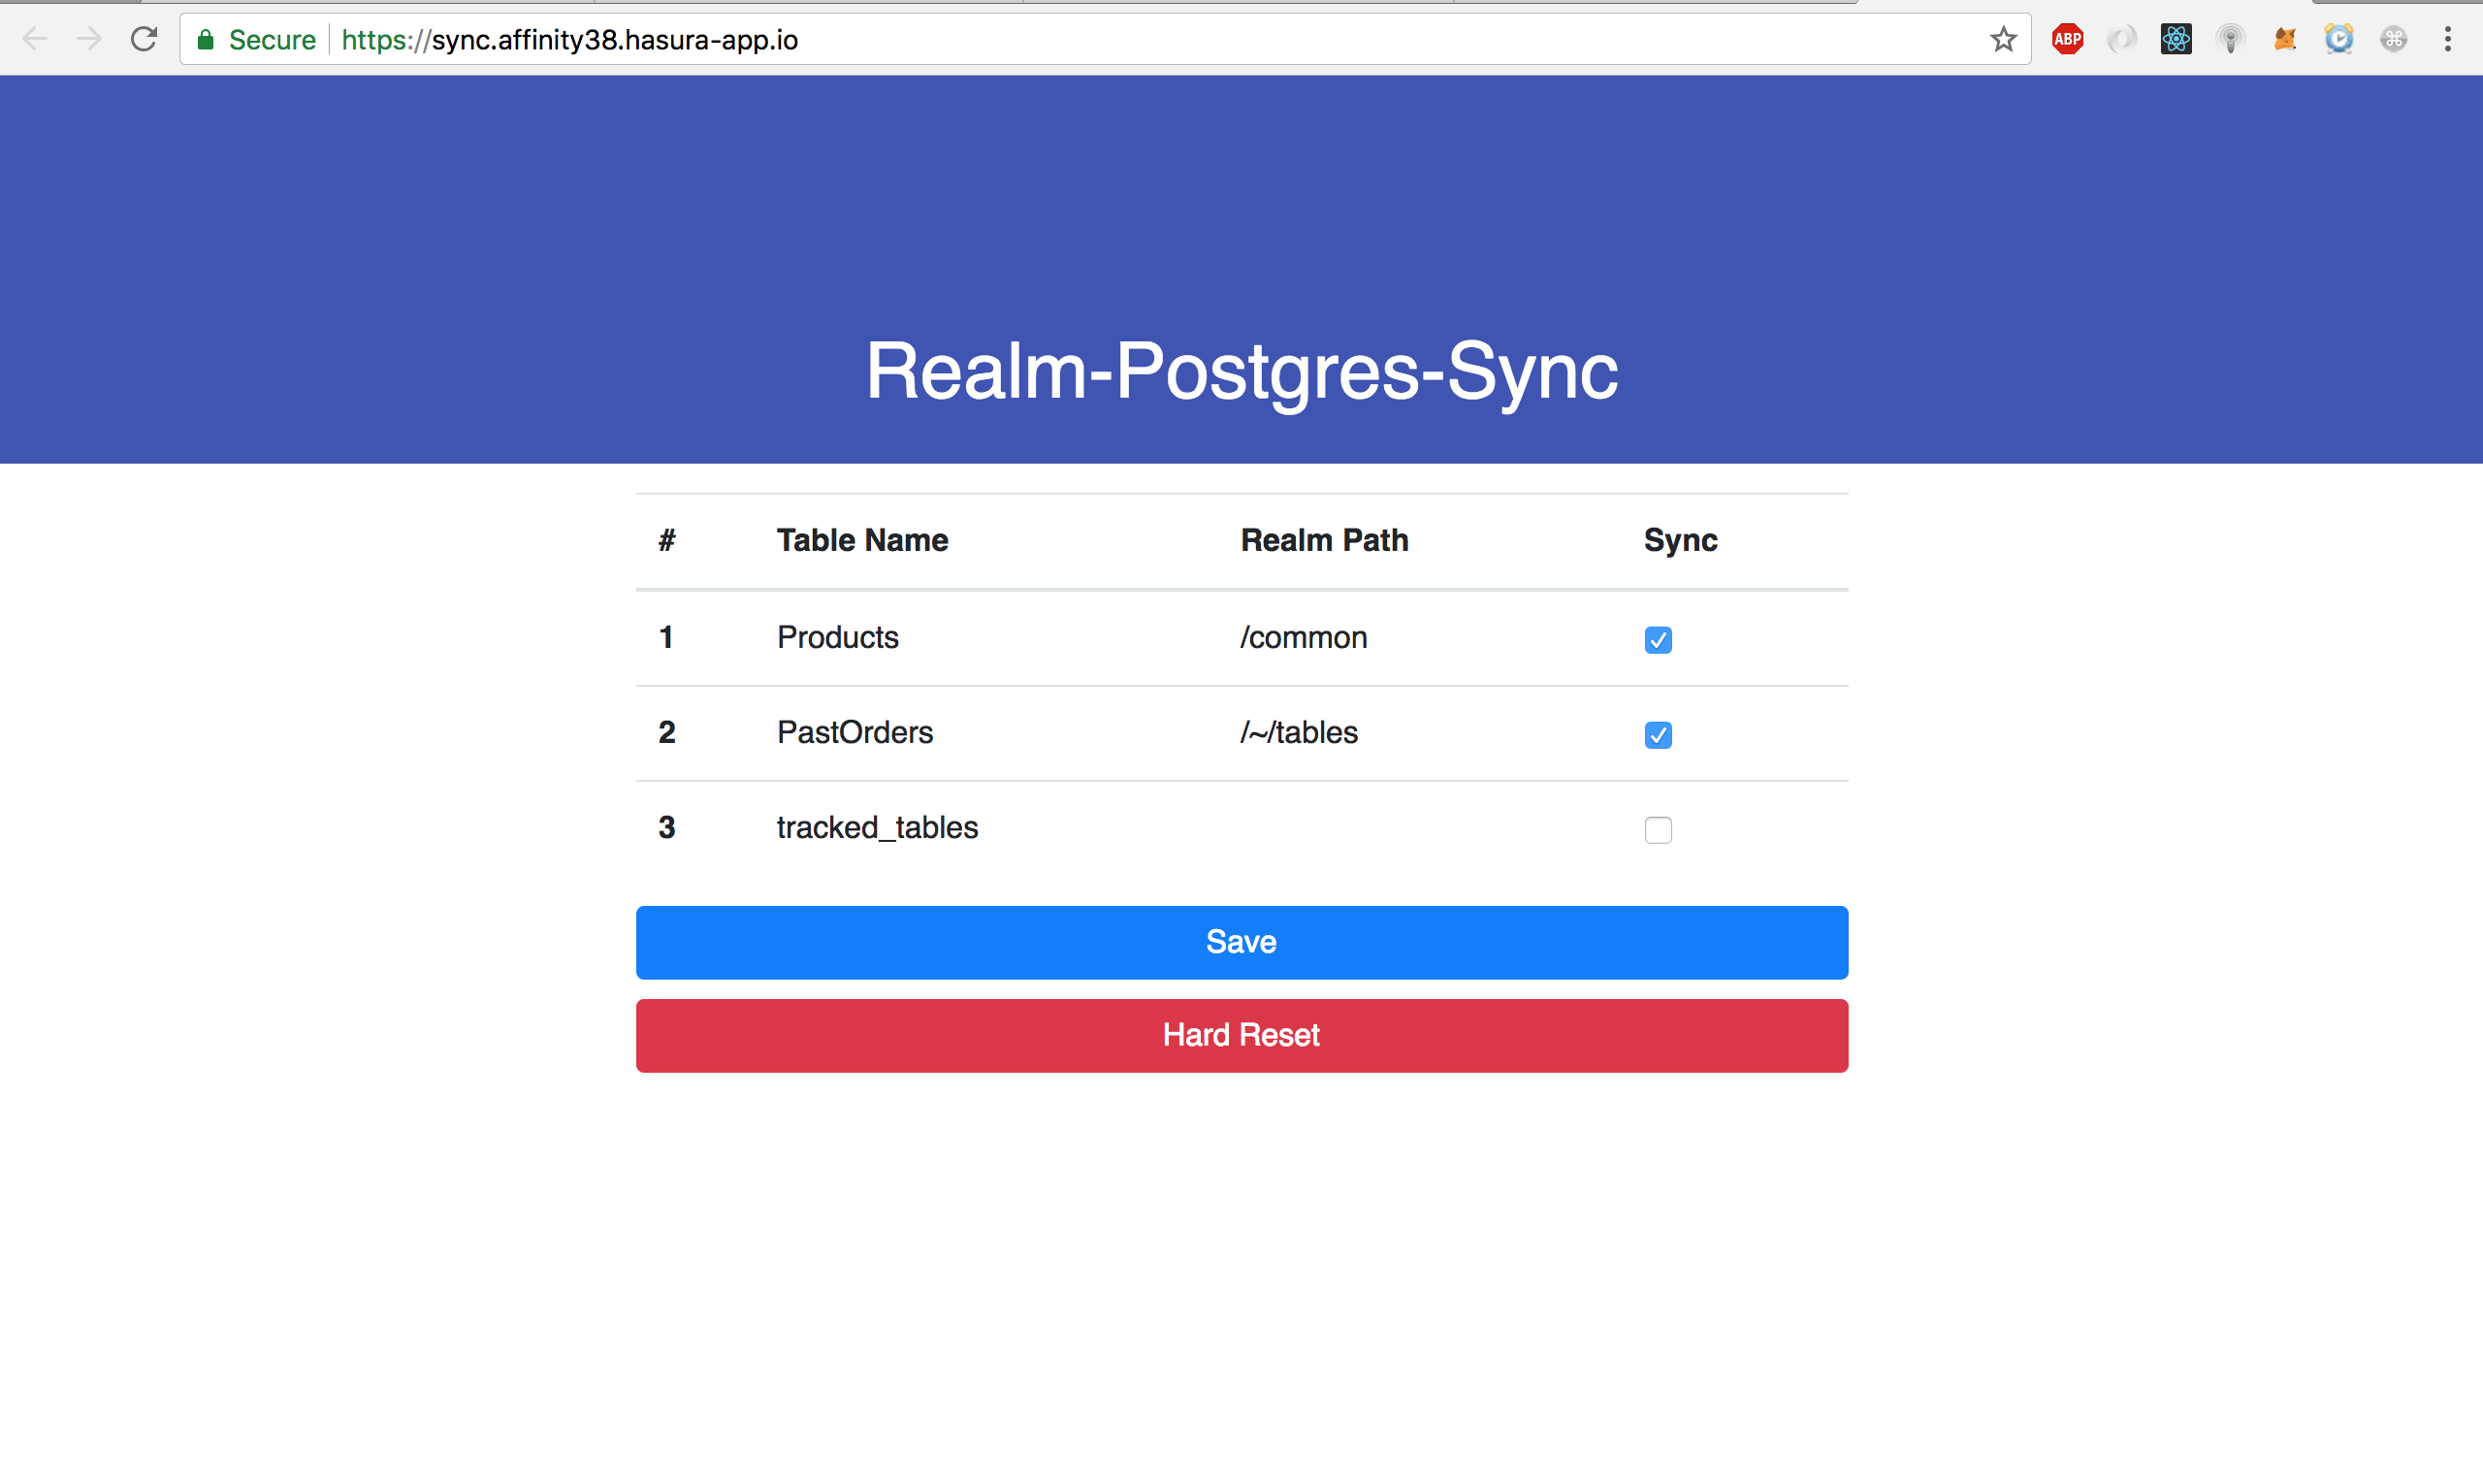 Secure https://sync.affinity38.hasura-app.io ABP
Realm-Postgres-Sync
# Table Name Realm Path Sync
1 Products /common
2 PastOrders /~/tables
3 tracked_tables
Save
Hard Reset